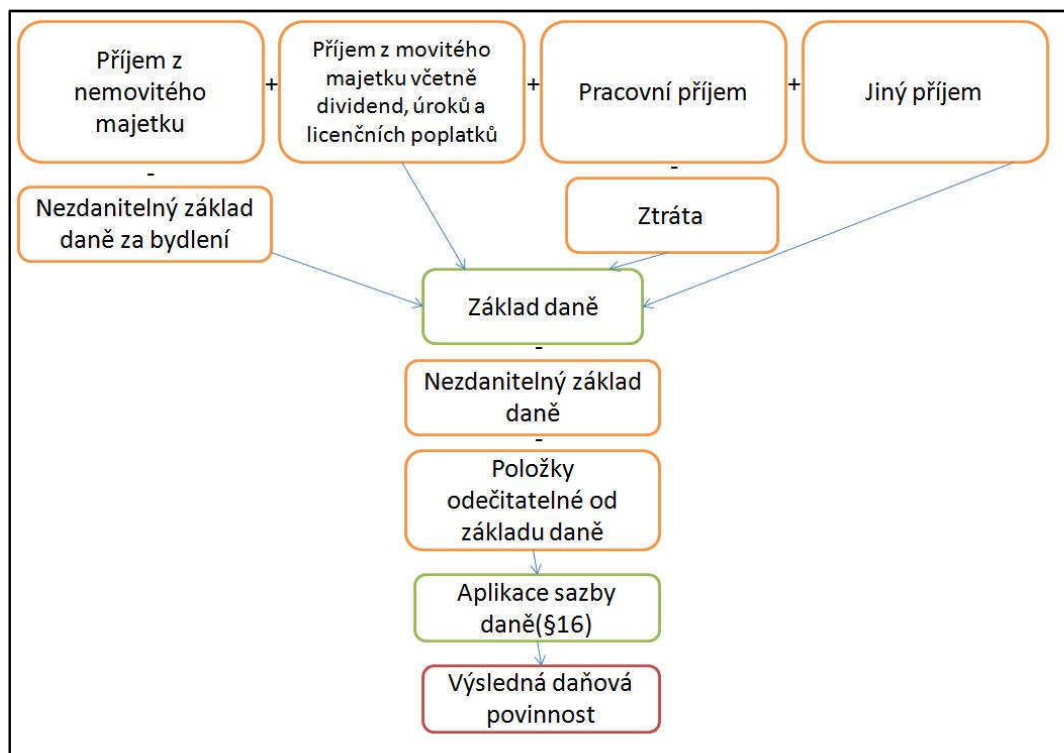 Příjem z
nemovitého
majetku
+
Příjem z movitého
majetku včetně
dividend, úroků a
licenčních poplatků
+
Pracovní příjem
+
Jiný příjem
-
Nezdanitelný základ
daně za bydlení
-
Ztráta
Základ daně
-
Nezdanitelný základ
daně
-
Položky
odečitatelné od
základu daně
Aplikace sazby
daně(§16)
Výsledná daňová
povinnost